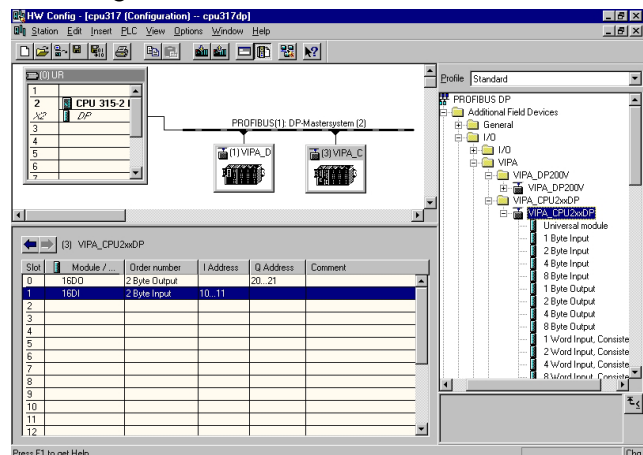 HW Config - [cpu317 (Configuration) -- cpu317dp]
Station Edit Insert PLC View Options Window Help
(0) UR
1
2 CPU 315-2
X2 DP
3
4
5
6
7
PROFIBUS(1): DP-Mastersystem (2)
(1) VIPA_D
(3) VIPA_C
Profile Standard
PROFIBUS DP
Additional Field Devices
General
I/O
I/O
VIPA
VIPA_DP200V
VIPA_DP200V
VIPA_CPU2xxDP
VIPA_CPU2xxDP
Universal module
1 Byte Input
2 Byte Input
4 Byte Input
8 Byte Input
1 Byte Output
2 Byte Output
4 Byte Output
8 Byte Output
1 Word Input, Consiste
2 Word Input, Consiste
4 Word Input, Consiste
8 Word Input, Consiste
(3) VIPA_CPU2xxDP
Slot Module / ... Order number I Address Q Address Comment
0 16DO 2 Byte Output 20...21
1 16DI 2 Byte Input 10...11
2
3
4
5
6
7
8
9
10
11
12
Press F1 to get Help. Chg